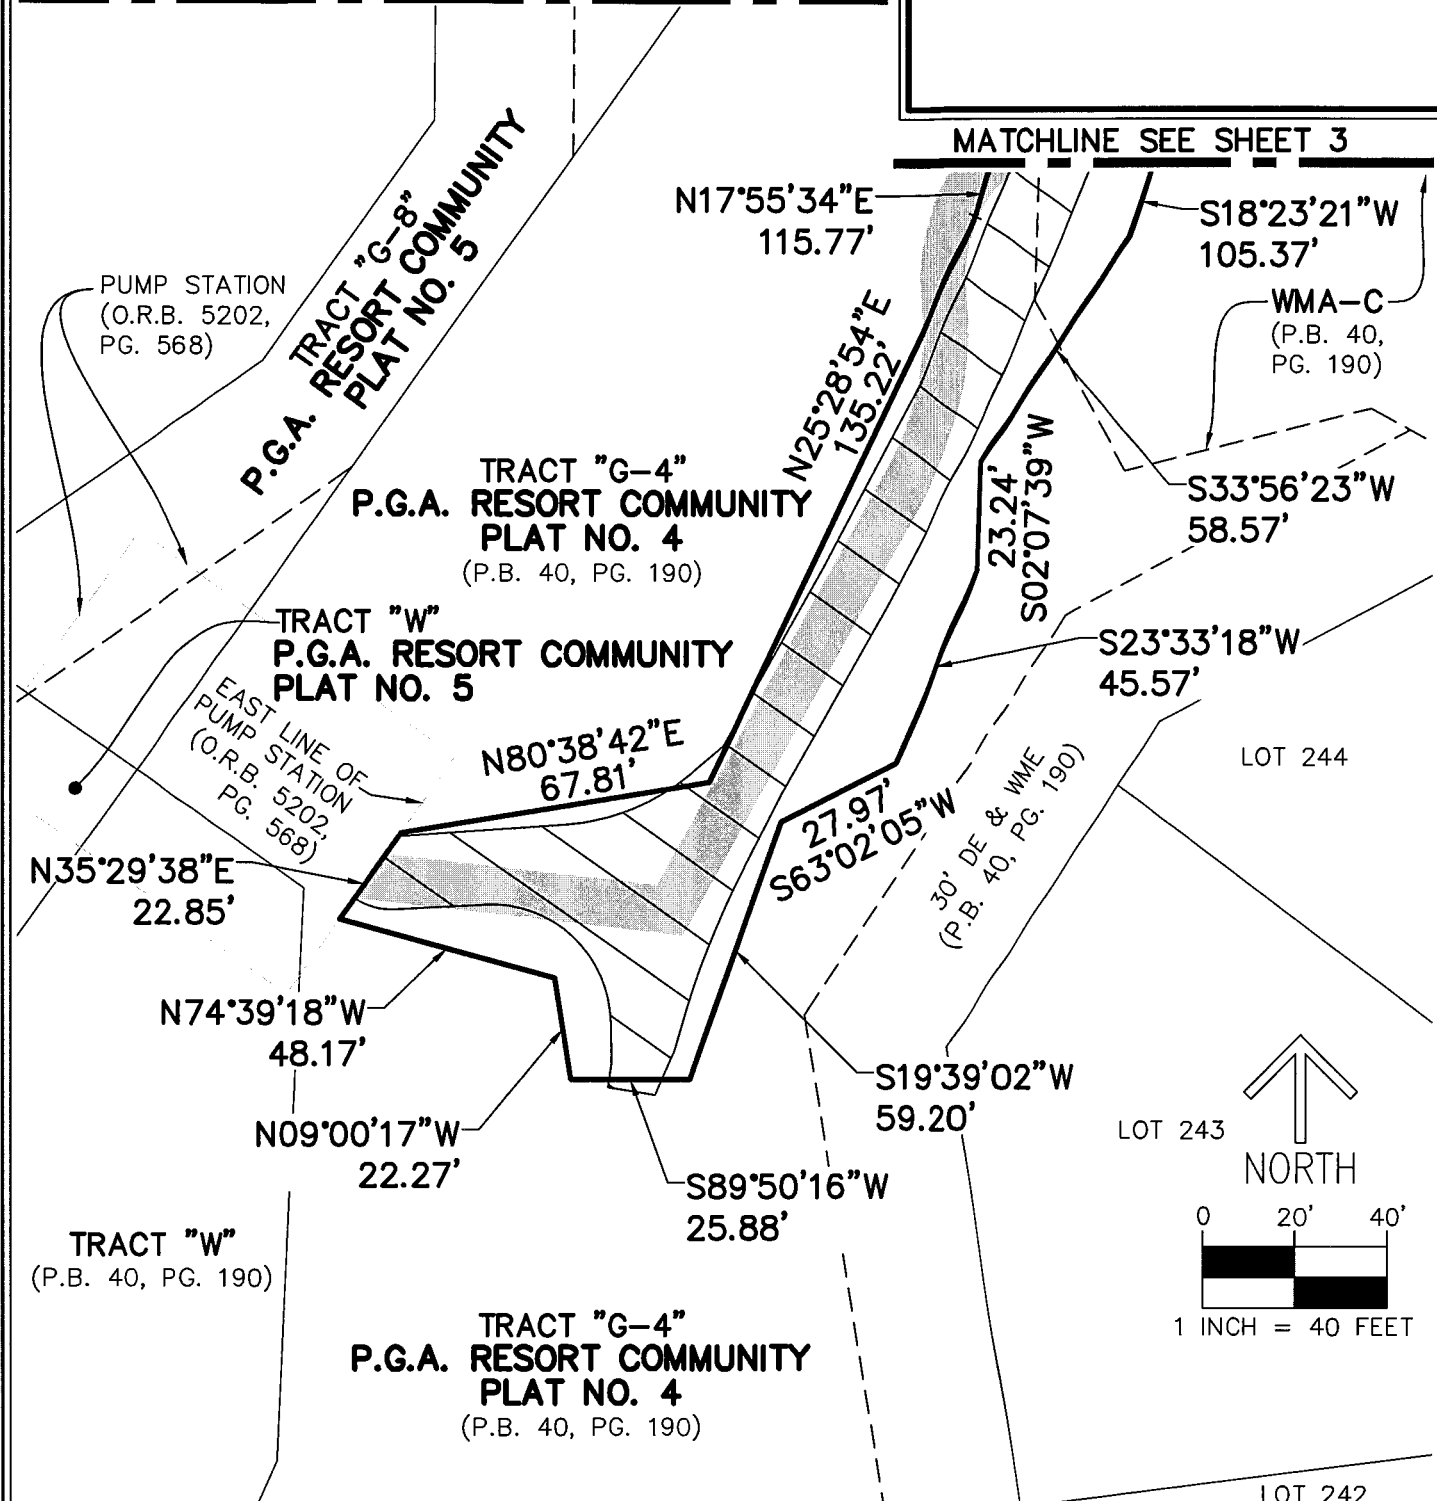 MATCHLINE SEE SHEET 3
N17°55'34"E
115.77'
S18°23'21"W
105.37'
WMA-C
(P.B. 40,
PG. 190)
TRACT "G-8"
P.G.A. RESORT COMMUNITY
PLAT NO. 5
PUMP STATION
(O.R.B. 5202,
PG. 568)
N25°28'54"E
135.22'
TRACT "G-4"
P.G.A. RESORT COMMUNITY
PLAT NO. 4
(P.B. 40, PG. 190)
23.24'
S02°07'39"W
S33°56'23"W
58.57'
TRACT "W"
P.G.A. RESORT COMMUNITY
PLAT NO. 5
S23°33'18"W
45.57'
EAST LINE OF
PUMP STATION
(O.R.B. 5202,
PG. 568)
N80°38'42"E
67.81'
LOT 244
27.97'
S63°02'05"W
30' DE & WME
(P.B. 40, PG. 190)
N35°29'38"E
22.85'
N74°39'18"W
48.17'
S19°39'02"W
59.20'
N09°00'17"W
22.27'
LOT 243
NORTH
S89°50'16"W
25.88'
0 20' 40'
1 INCH = 40 FEET
TRACT "W"
(P.B. 40, PG. 190)
TRACT "G-4"
P.G.A. RESORT COMMUNITY
PLAT NO. 4
(P.B. 40, PG. 190)
LOT 242